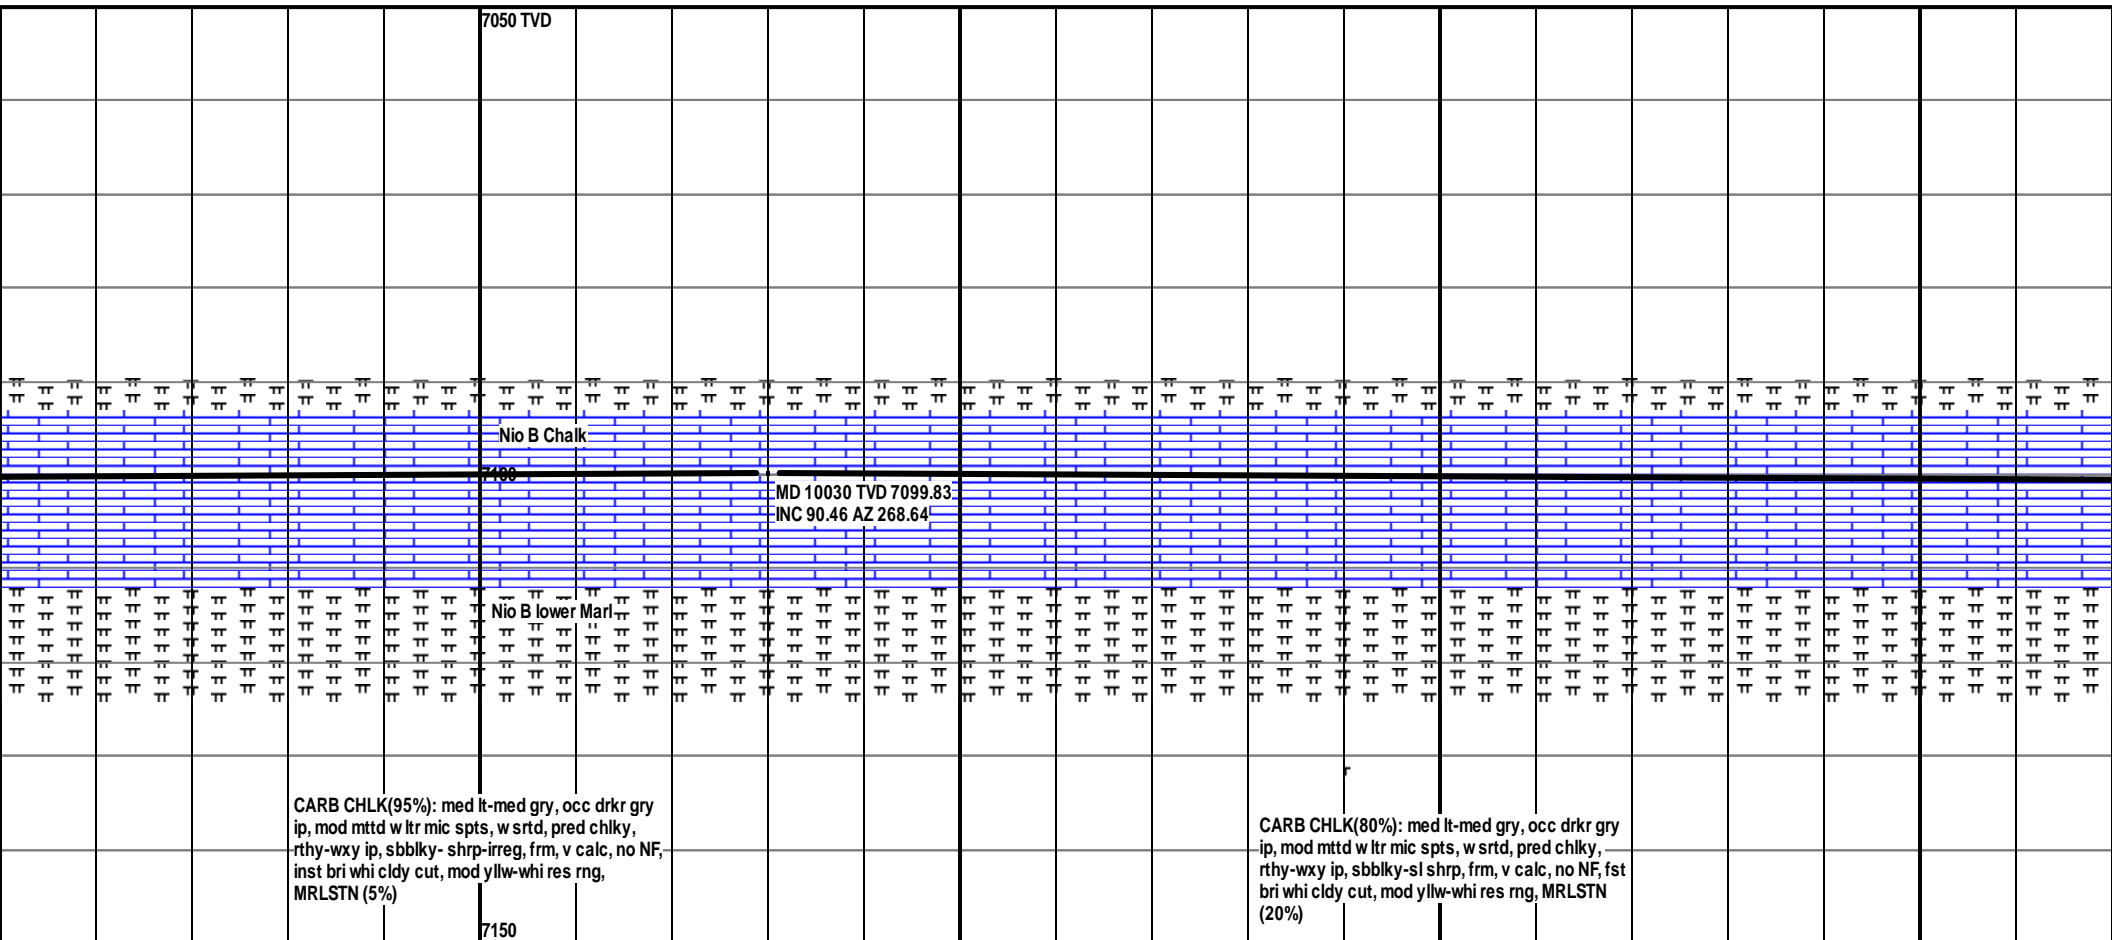 7050 TVD
Nio B Chalk
7100
MD 10030 TVD 7099.83
INC 90.46 AZ 268.64
Nio B lower Marl
CARB CHLK(95%): med lt-med gry, occ drkr gry
ip, mod mttd w ltr mic spts, w srtd, pred chlky,
rthy-wxy ip, sbblky- shrp-irreg, frm, v calc, no NF,
inst bri whi cldy cut, mod yllw-whi res rng,
MRLSTN (5%)
CARB CHLK(80%): med lt-med gry, occ drkr gry
ip, mod mttd w ltr mic spts, w srtd, pred chlky,
rthy-wxy ip, sbblky-sl shrp, frm, v calc, no NF, fst
bri whi cldy cut, mod yllw-whi res rng, MRLSTN
(20%)
7150